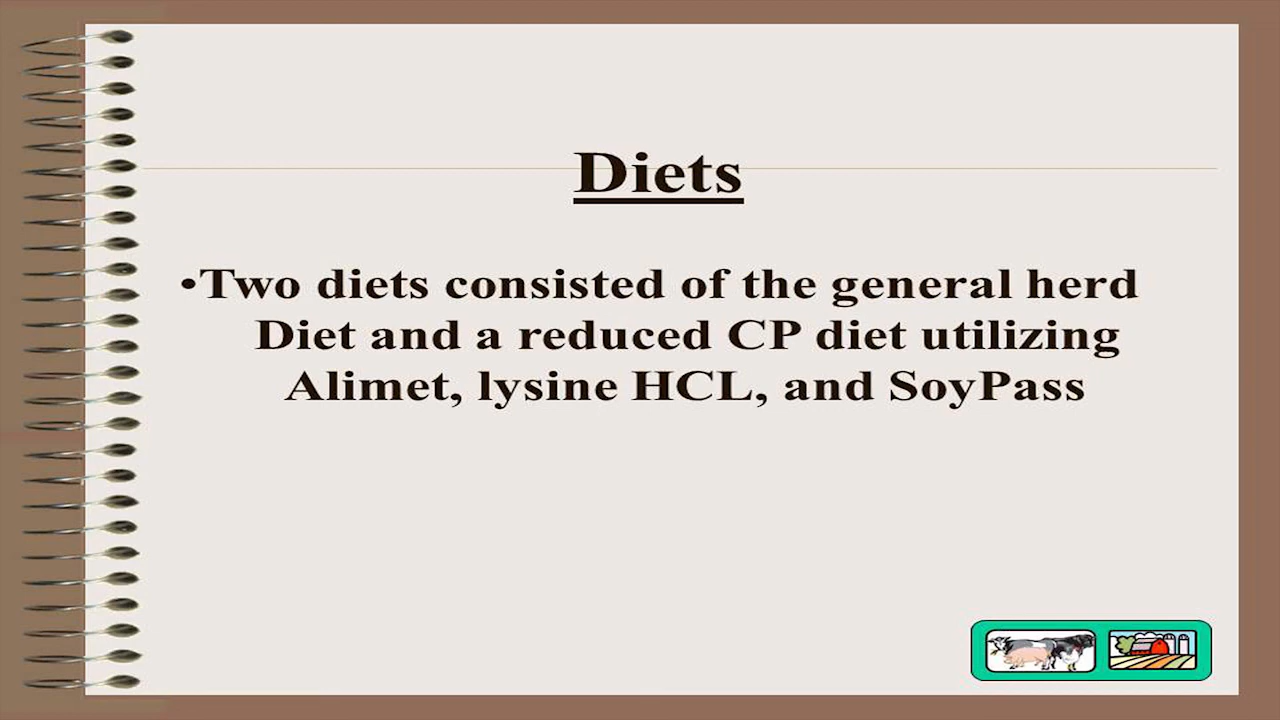 Diets
•Two diets consisted of the general herd
Diet and a reduced CP diet utilizing
Alimet, lysine HCL, and SoyPass